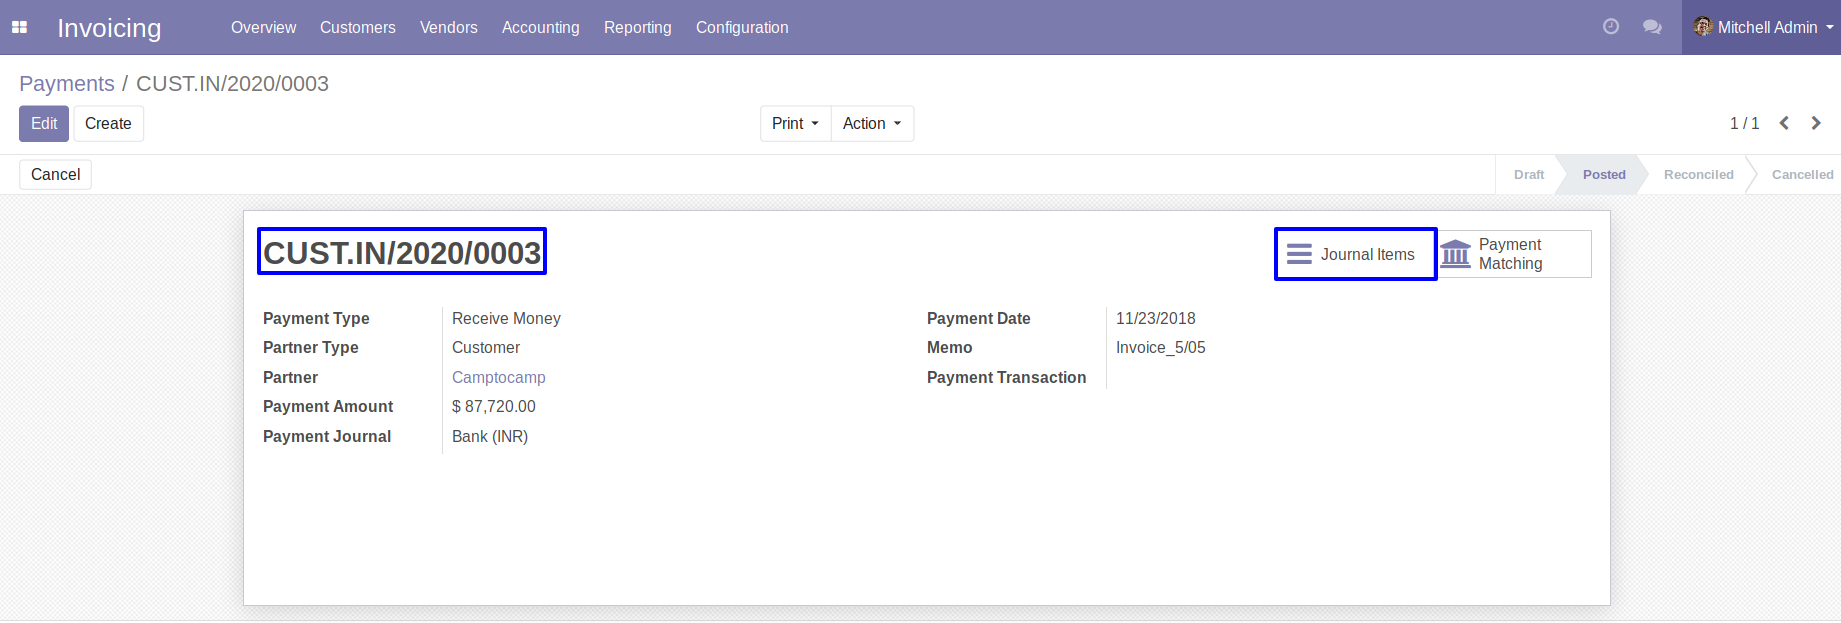 Invoicing Overview Customers Vendors Accounting Reporting Configuration Mitchell Admin
Payments / CUST.IN/2020/0003
Edit Create Print Action 1 / 1
Cancel Draft Posted Reconciled Cancelled
CUST.IN/2020/0003
Journal Items
Payment
Matching
Payment Type Receive Money
Partner Type Customer
Partner Camptocamp
Payment Amount $ 87,720.00
Payment Journal Bank (INR)
Payment Date 11/23/2018
Memo Invoice_5/05
Payment Transaction